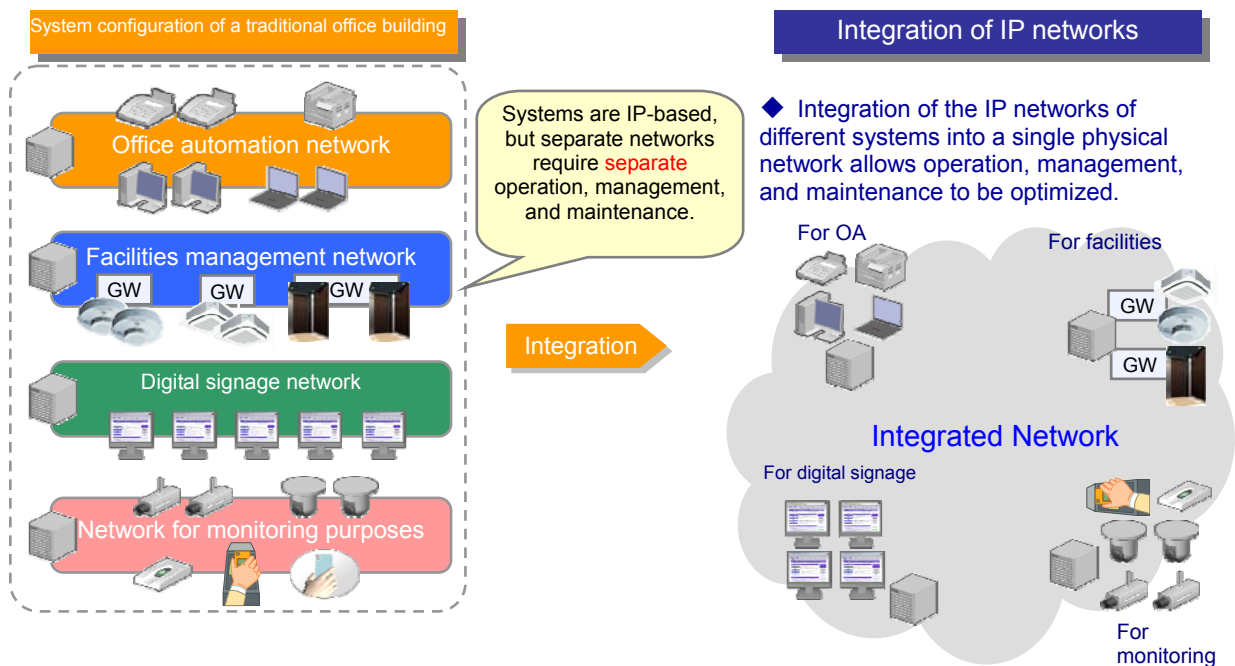 System configuration of a traditional office building
Office automation network
Facilities management network
GW
GW
GW
Digital signage network
Network for monitoring purposes
Systems are IP-based,
but separate networks
require separate
operation, management,
and maintenance.
Integration
Integration of IP networks
◆ Integration of the IP networks of
different systems into a single physical
network allows operation, management,
and maintenance to be optimized.
For OA
For facilities
GW
GW
Integrated Network
For digital signage
For
monitoring